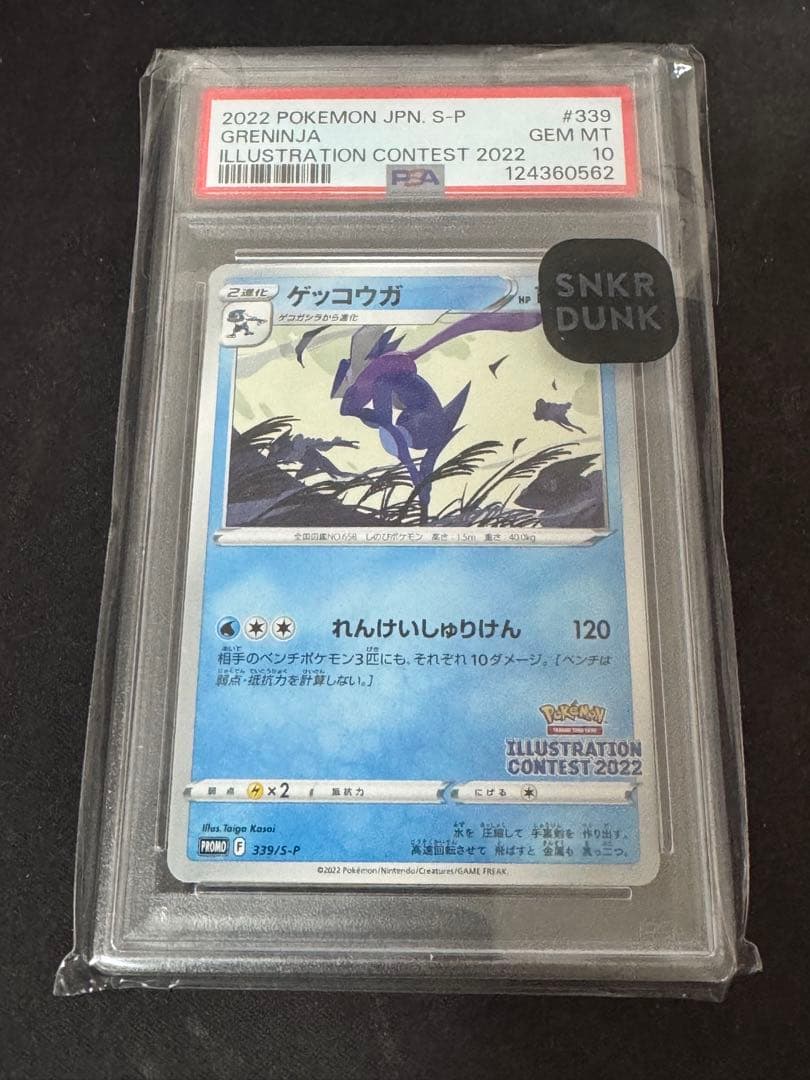 2022 POKEMON JPN. S-P #339
GRENINJA GEM MT
ILLUSTRATION CONTEST 2022 10
PSA 124360562
SNKR
DUNK
2進化 ゲッコウガ HP
ゲコガシラから進化
全国図鑑NO.658 しのびポケモン 高さ:1.5m 重さ:40.0kg
れんけいしゅりけん 120
相手のベンチポケモン3匹にも、それぞれ10ダメージ。[ベンチは
弱点・抵抗力を計算しない。]
Pokémon
TRADING CARD GAME
ILLUSTRATION
CONTEST 2022
弱点 ×2 抵抗力 にげる
Illus. Taiga Kasai
水を圧縮して手裏剣を作り出す。
PROMO F 339/S-P
高速回転させて飛ばすと金属も真っ二つ。
©2022 Pokémon/Nintendo/Creatures/GAME FREAK.